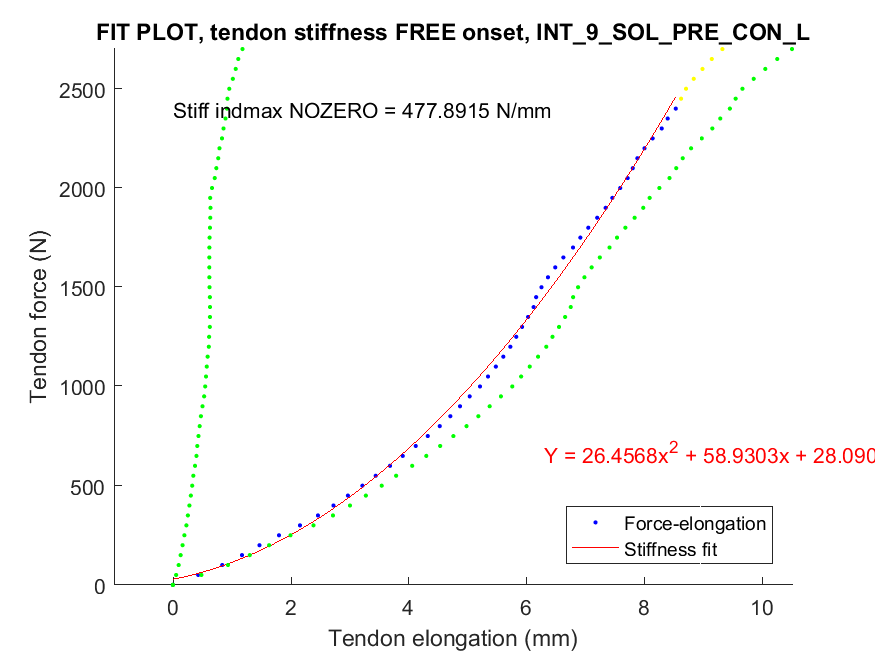 FIT PLOT, tendon stiffness FREE onset, INT_9_SOL_PRE_CON_L
2500
Stiff indmax NOZERO = 477.8915 N/mm
2000
1500
1000
500
0
Tendon force (N)
Y = 26.4568x² + 58.9303x + 28.090
Force-elongation
Stiffness fit
0 2 4 6 8 10
Tendon elongation (mm)